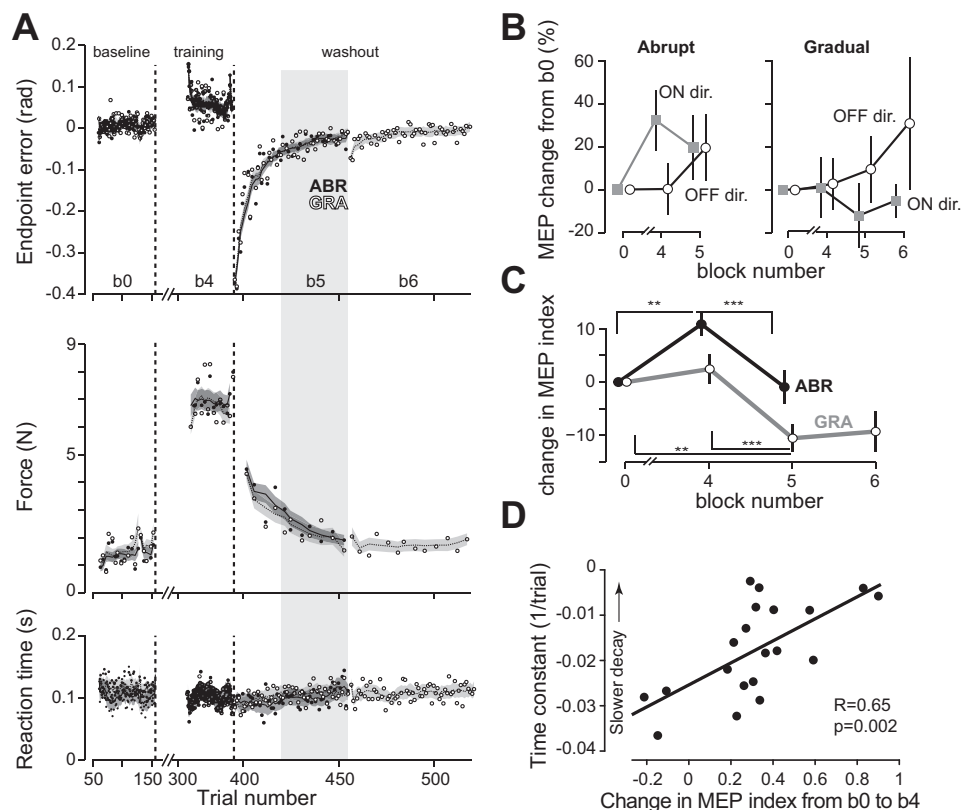 A
baseline
training
washout
Endpoint error (rad)
0.2
0.1
0
-0.1
-0.2
-0.3
-0.4
ABR
GRA
b0
b4
b5
b6
Force (N)
9
5
2
0
Reaction time (s)
0.2
0.1
0
50
100
150
300
400
450
500
Trial number
B
MEP change from b0 (%)
Abrupt
Gradual
60
40
20
0
-20
ON dir.
OFF dir.
OFF dir.
ON dir.
0
4
5
0
4
5
6
block number
C
change in MEP index
** ***
10
0
−10
ABR
GRA
** ***
0
4
5
6
block number
D
Time constant (1/trial)
Slower decay
0
-0.01
-0.02
-0.03
-0.04
R=0.65
p=0.002
-0.2
0
0.2
0.4
0.6
0.8
1
Change in MEP index from b0 to b4